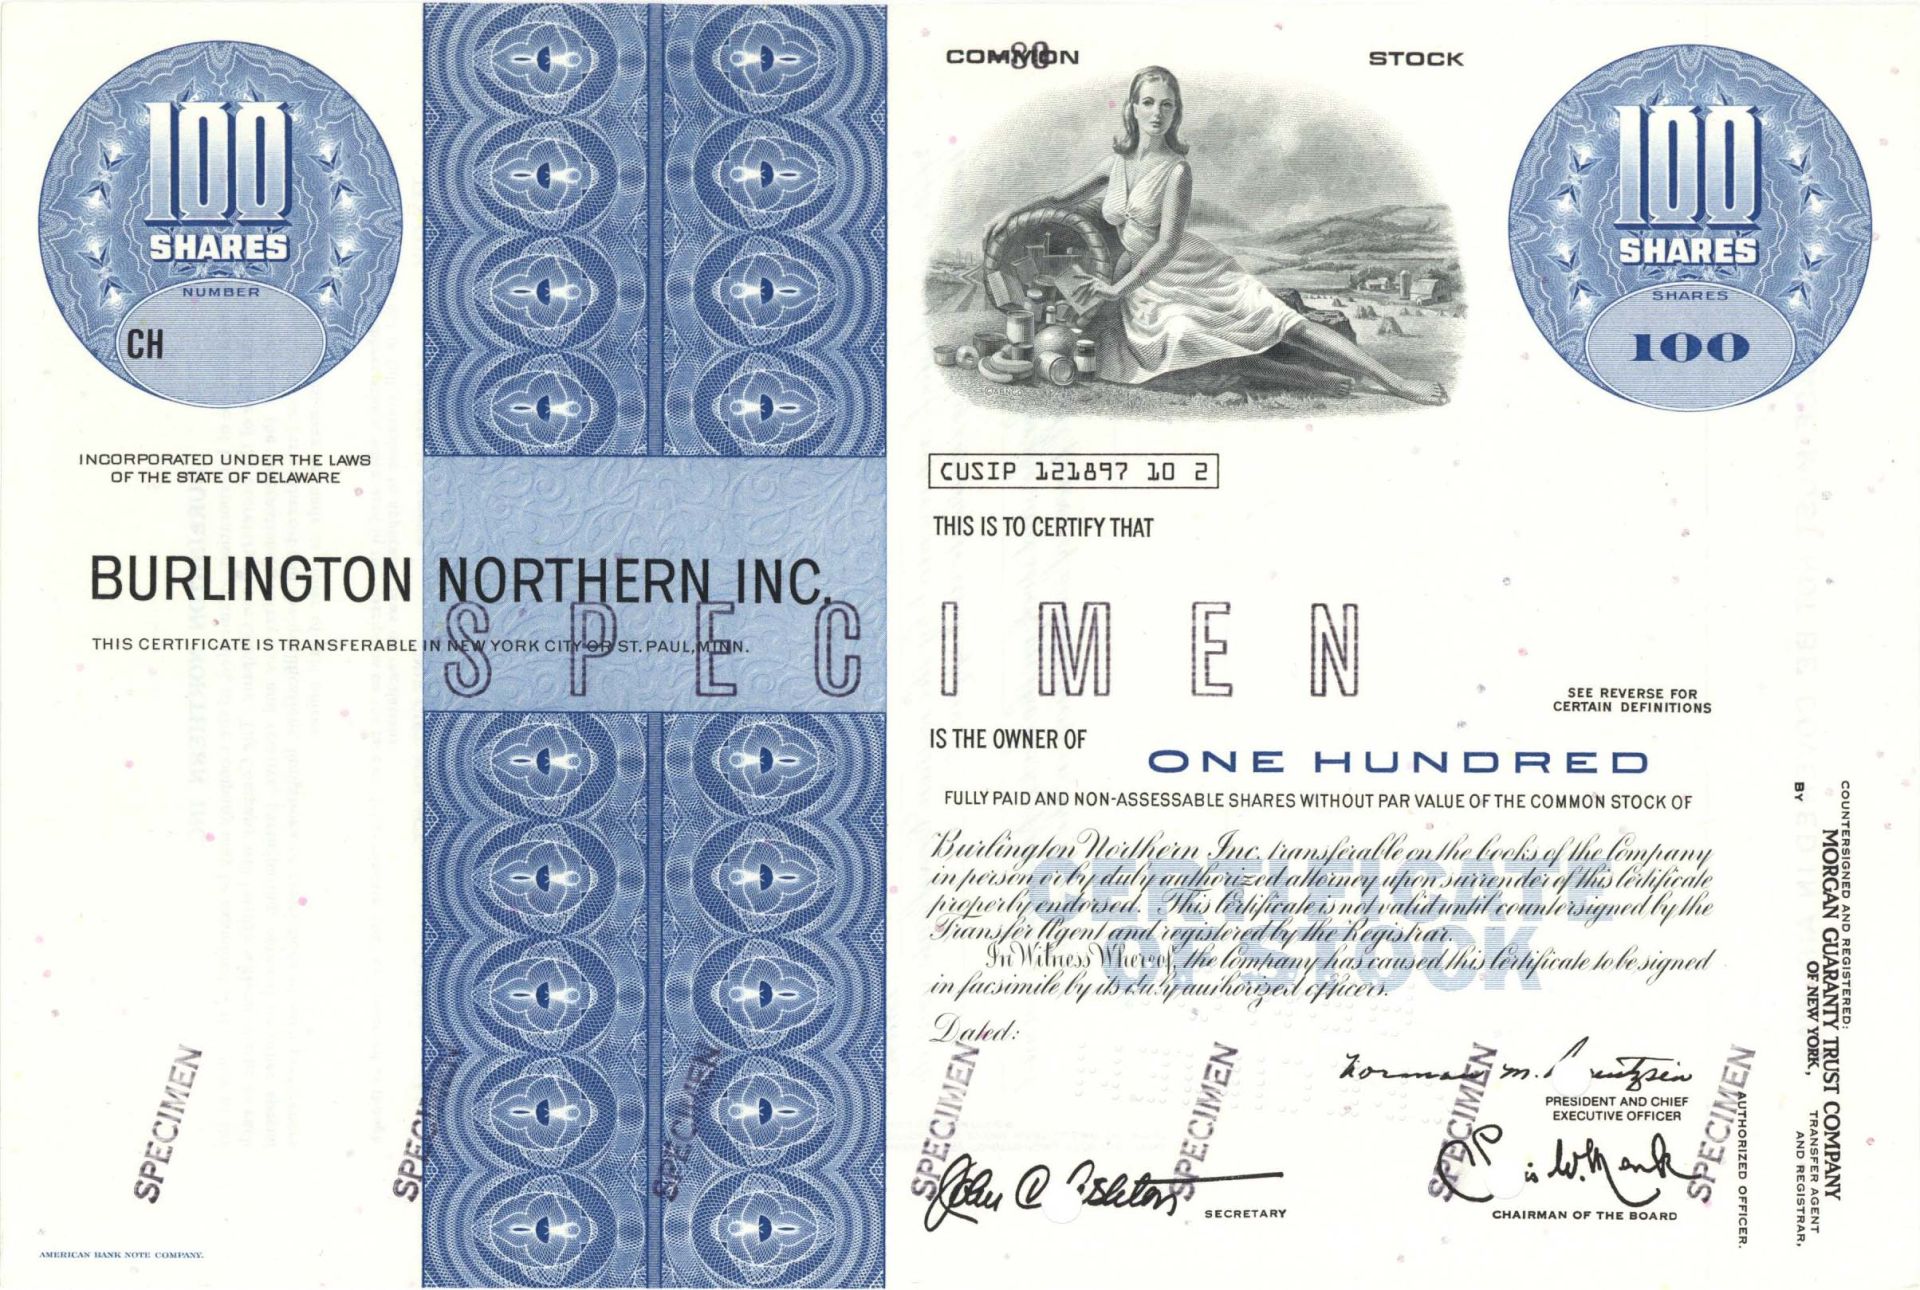 COMMON
80
STOCK
100
SHARES
NUMBER
CH
100
SHARES
SHARES
100
INCORPORATED UNDER THE LAWS
OF THE STATE OF DELAWARE
CUSIP 121897 10 2
THIS IS TO CERTIFY THAT
BURLINGTON NORTHERN INC.
THIS CERTIFICATE IS TRANSFERABLE IN NEW YORK CITY OR ST. PAUL, MINN.
SPECIMEN
SEE REVERSE FOR
CERTAIN DEFINITIONS
IS THE OWNER OF
ONE HUNDRED
FULLY PAID AND NON-ASSESSABLE SHARES WITHOUT PAR VALUE OF THE COMMON STOCK OF
CERTIFICATE
OF STOCK
Burlington Northern Inc. transferable on the books of the Company
in person or by duly authorized attorney upon surrender of this Certificate
properly endorsed. This Certificate is not valid until countersigned by the
Transfer Agent and registered by the Registrar.
In Witness Whereof, the Company has caused this Certificate to be signed
in facsimile by its duly authorized officers.
Dated:
SPECIMEN
SPECIMEN
SPECIMEN
SPECIMEN
SPECIMEN
SPECIMEN
SPECIMEN
Norman M.
PRESIDENT AND CHIEF
EXECUTIVE OFFICER
John C
SECRETARY
W. Menk
CHAIRMAN OF THE BOARD
COUNTERSIGNED AND REGISTERED:
MORGAN GUARANTY TRUST COMPANY
OF NEW YORK,
TRANSFER AGENT
AND REGISTRAR,
BY
AUTHORIZED OFFICER.
AMERICAN BANK NOTE COMPANY.